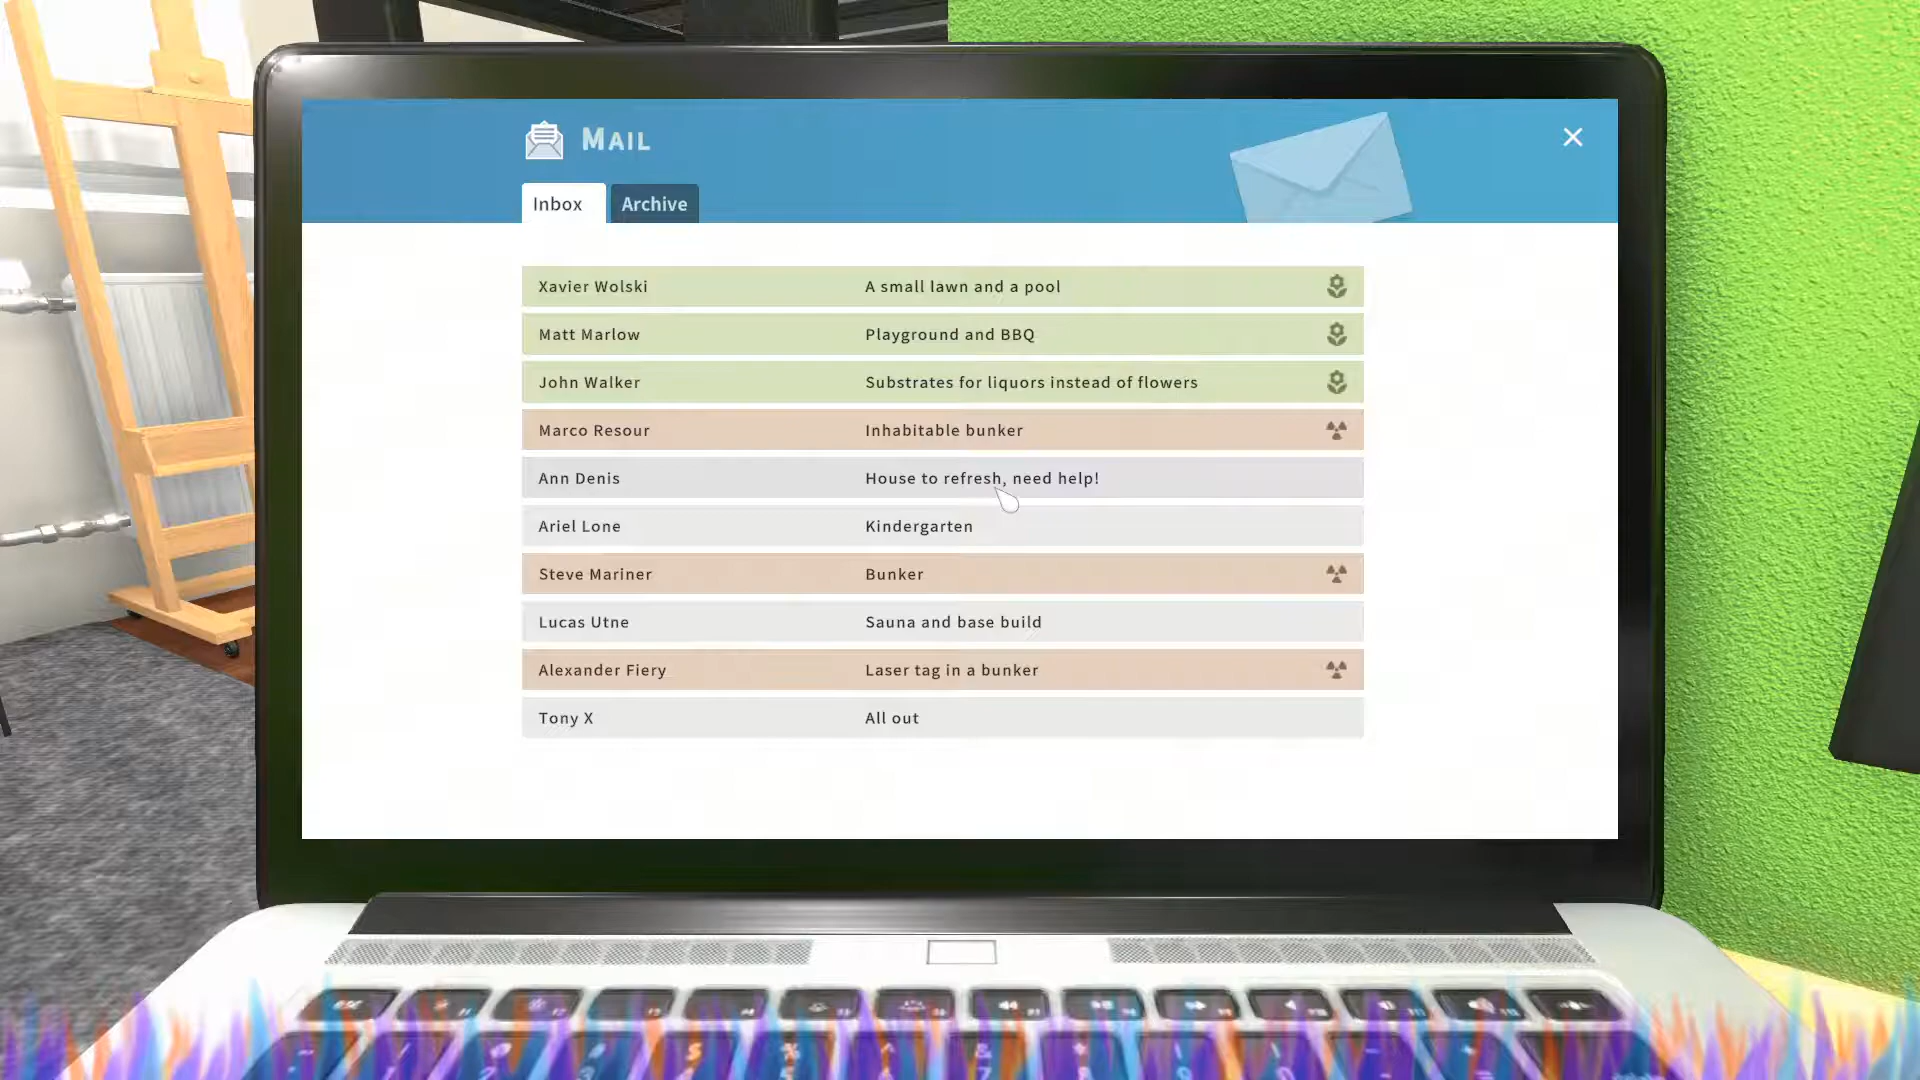 MAIL
Inbox Archive
Xavier Wolski A small lawn and a pool
Matt Marlow Playground and BBQ
John Walker Substrates for liquors instead of flowers
Marco Resour Inhabitable bunker
Ann Denis House to refresh, need help!
Ariel Lone Kindergarten
Steve Mariner Bunker
Lucas Utne Sauna and base build
Alexander Fiery Laser tag in a bunker
Tony X All out